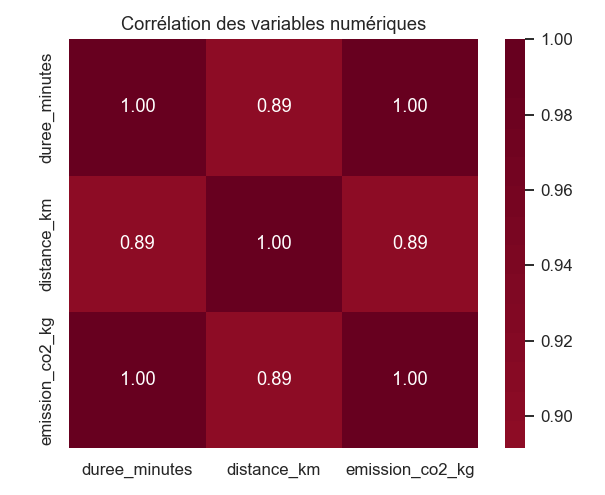 Corrélation des variables numériques
duree_minutes
1.00
0.89
1.00
distance_km
0.89
1.00
0.89
emission_co2_kg
1.00
0.89
1.00
duree_minutes
distance_km
emission_co2_kg
1.00
0.98
0.96
0.94
0.92
0.90